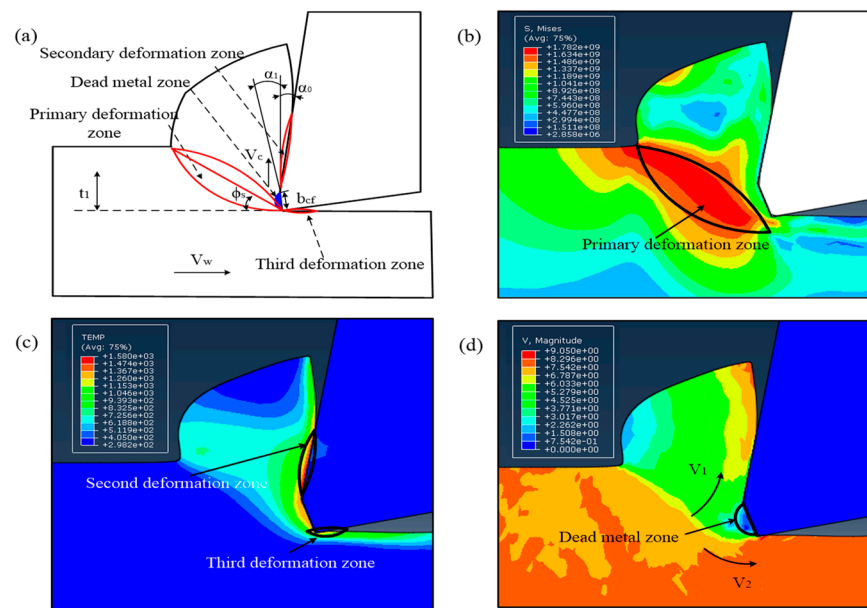 (a)
Secondary deformation zone
Dead metal zone
Primary deformation
zone
α1
α0
Vc
t1
ϕs
bcf
Third deformation zone
Vw
(b)
S, Mises
(Avg: 75%)
+1.782e+09
+1.634e+09
+1.486e+09
+1.337e+09
+1.189e+09
+1.041e+09
+8.926e+08
+7.443e+08
+5.960e+08
+4.477e+08
+2.994e+08
+1.511e+08
+2.858e+06
Primary deformation zone
(c)
TEMP
(Avg: 75%)
+1.580e+03
+1.474e+03
+1.367e+03
+1.260e+03
+1.153e+03
+1.046e+03
+9.393e+02
+8.325e+02
+7.256e+02
+6.188e+02
+5.119e+02
+4.050e+02
+2.982e+02
Second deformation zone
Third deformation zone
(d)
V, Magnitude
+9.050e+00
+8.296e+00
+7.542e+00
+6.787e+00
+6.033e+00
+5.279e+00
+4.525e+00
+3.771e+00
+3.017e+00
+2.262e+00
+1.508e+00
+7.542e-01
+0.000e+00
V1
Dead metal zone
V2